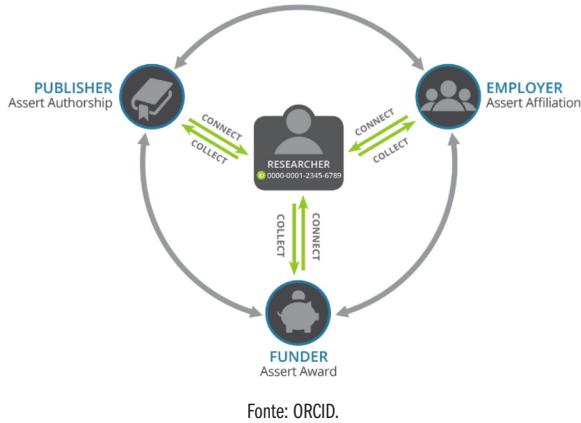 PUBLISHER
Assert Authorship
EMPLOYER
Assert Affiliation
CONNECT
COLLECT
CONNECT
COLLECT
RESEARCHER
iD 0000-0001-2345-6789
COLLECT
CONNECT
FUNDER
Assert Award
Fonte: ORCID.